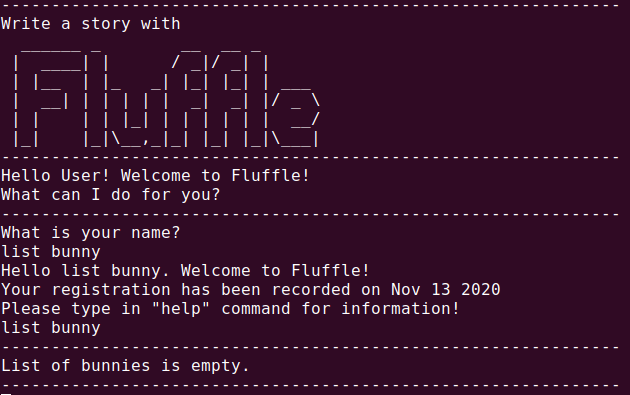 --------------------------------------------------------------
Write a story with
Fluffle
--------------------------------------------------------------
Hello User! Welcome to Fluffle!
What can I do for you?
--------------------------------------------------------------
What is your name?
list bunny
Hello list bunny. Welcome to Fluffle!
Your registration has been recorded on Nov 13 2020
Please type in "help" command for information!
list bunny
--------------------------------------------------------------
List of bunnies is empty.
--------------------------------------------------------------